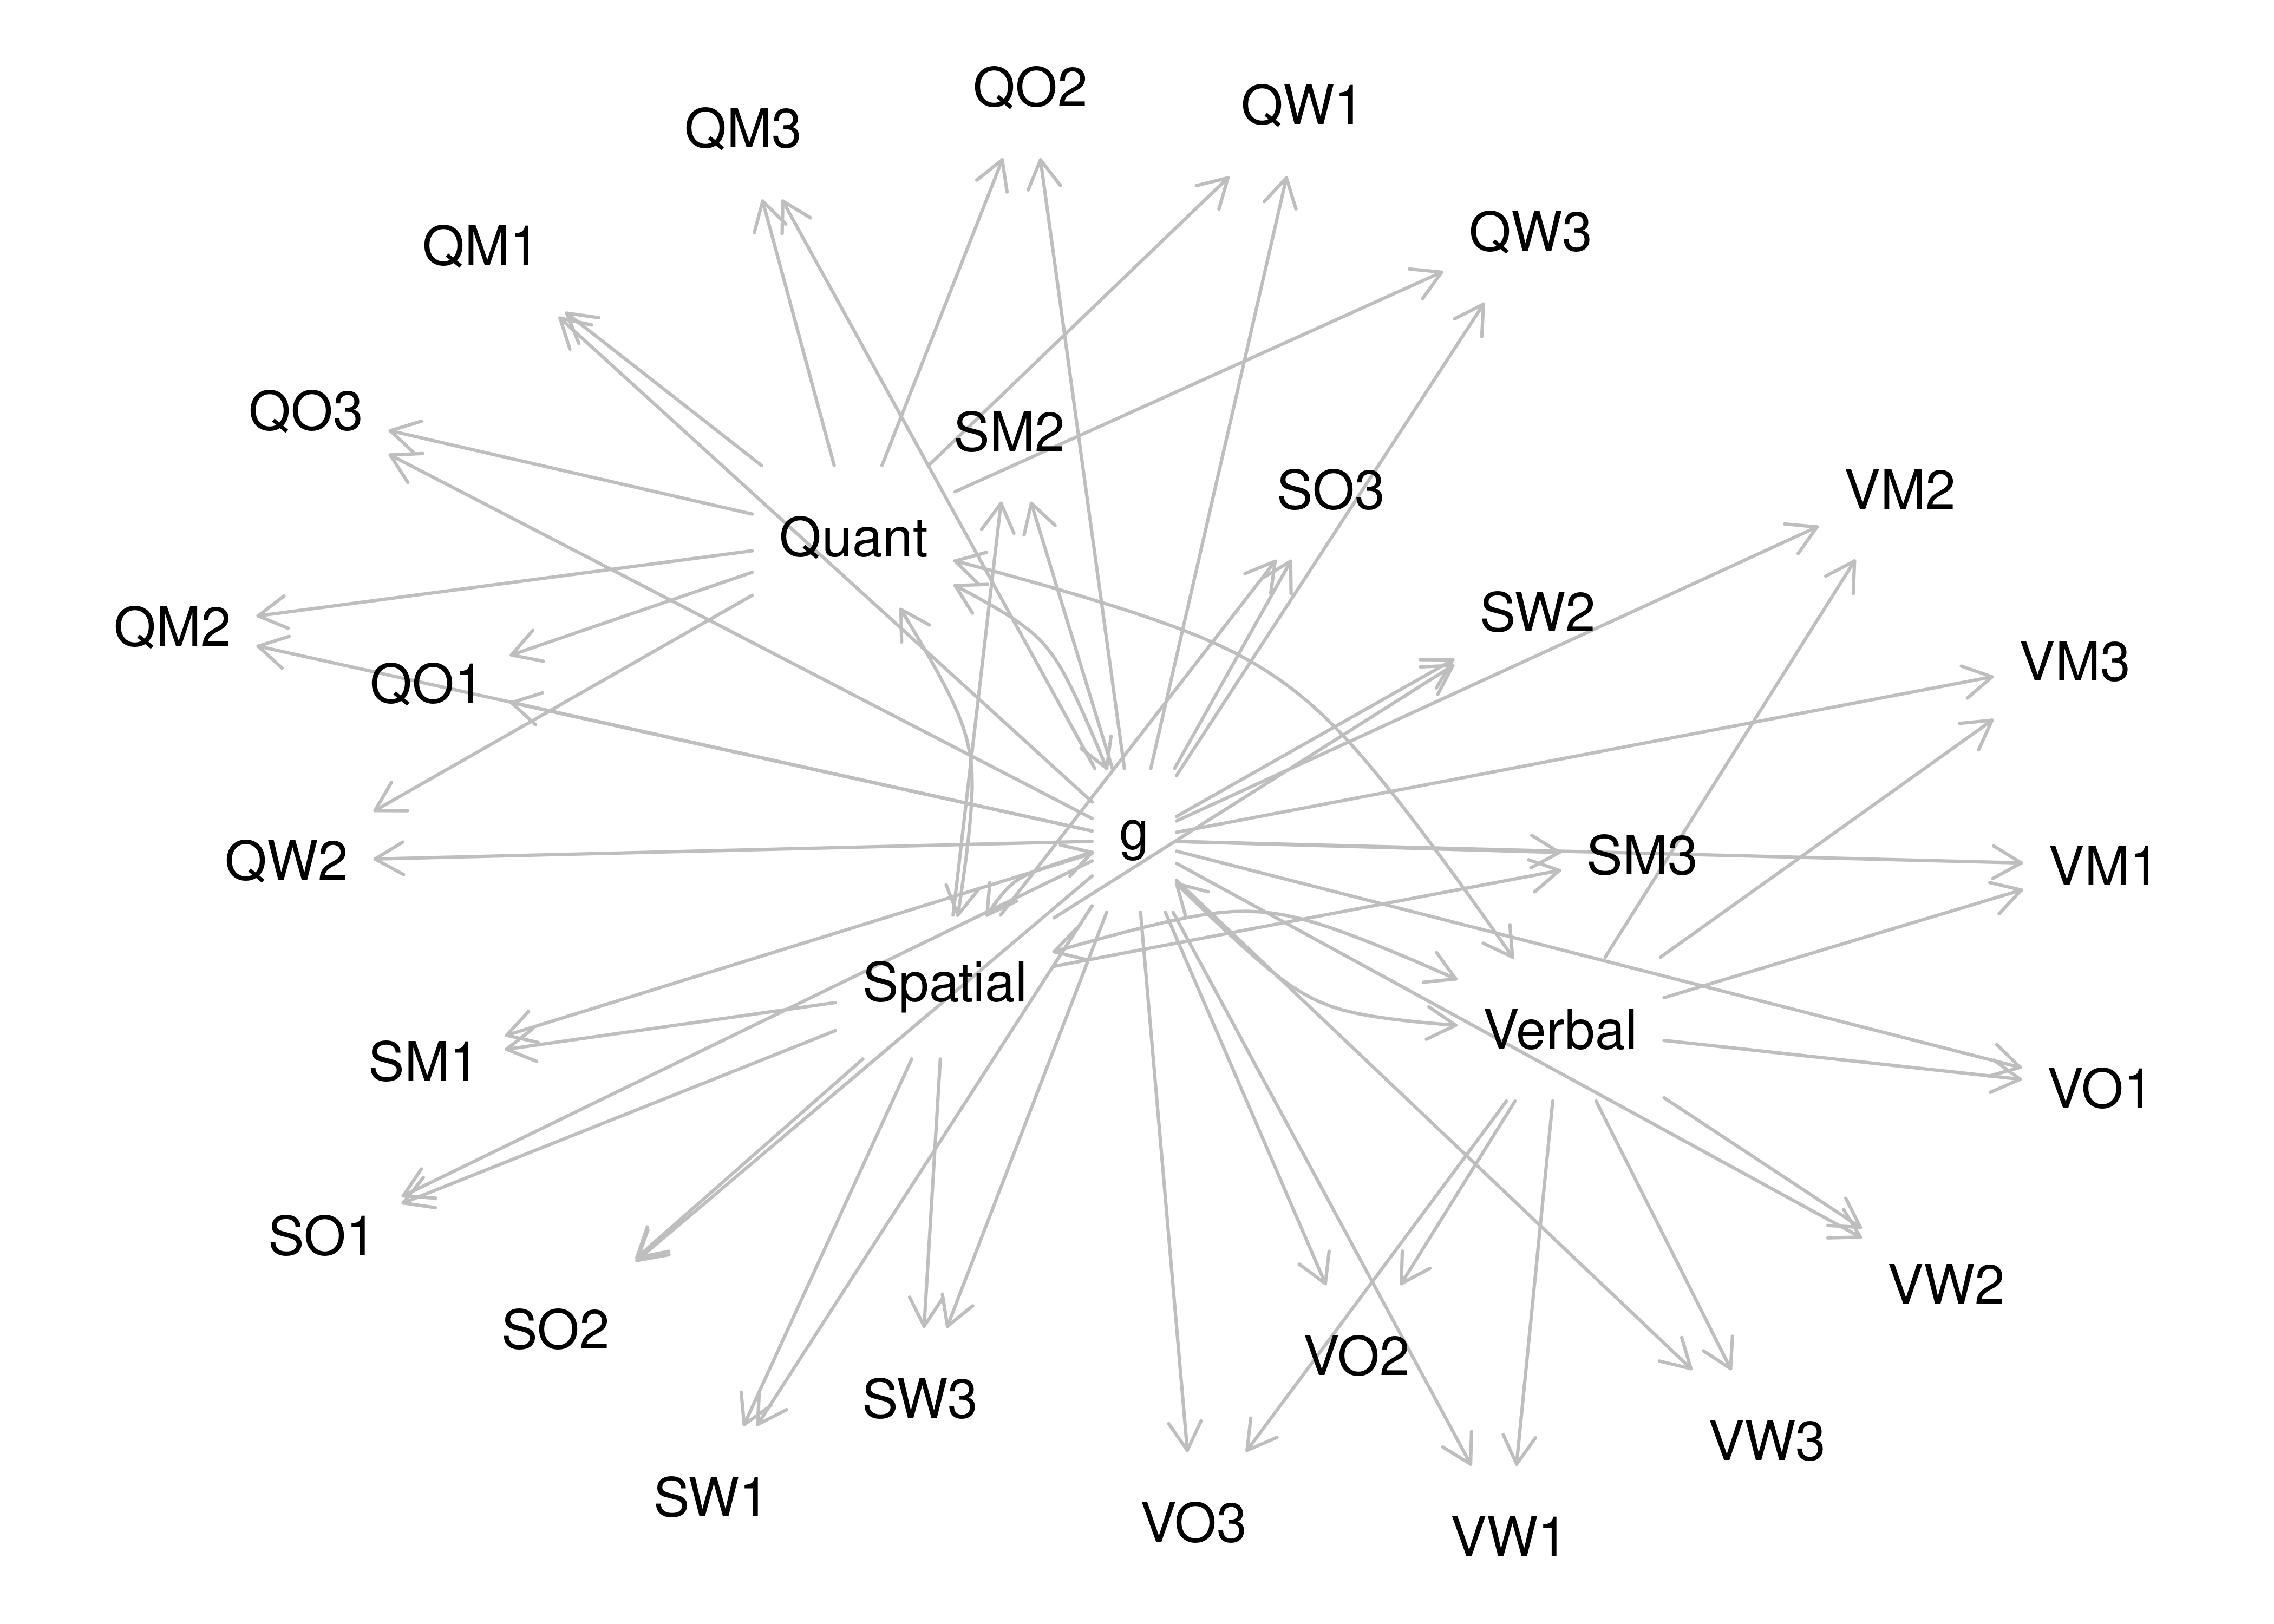 QO2
QW1
QM3
QW3
QM1
QO3
SM2
SO3
VM2
Quant
SW2
QM2
VM3
QO1
g
SM3
QW2
VM1
Spatial
Verbal
SM1
VO1
SO1
VW2
SO2
VO2
SW3
VW3
SW1
VO3
VW1